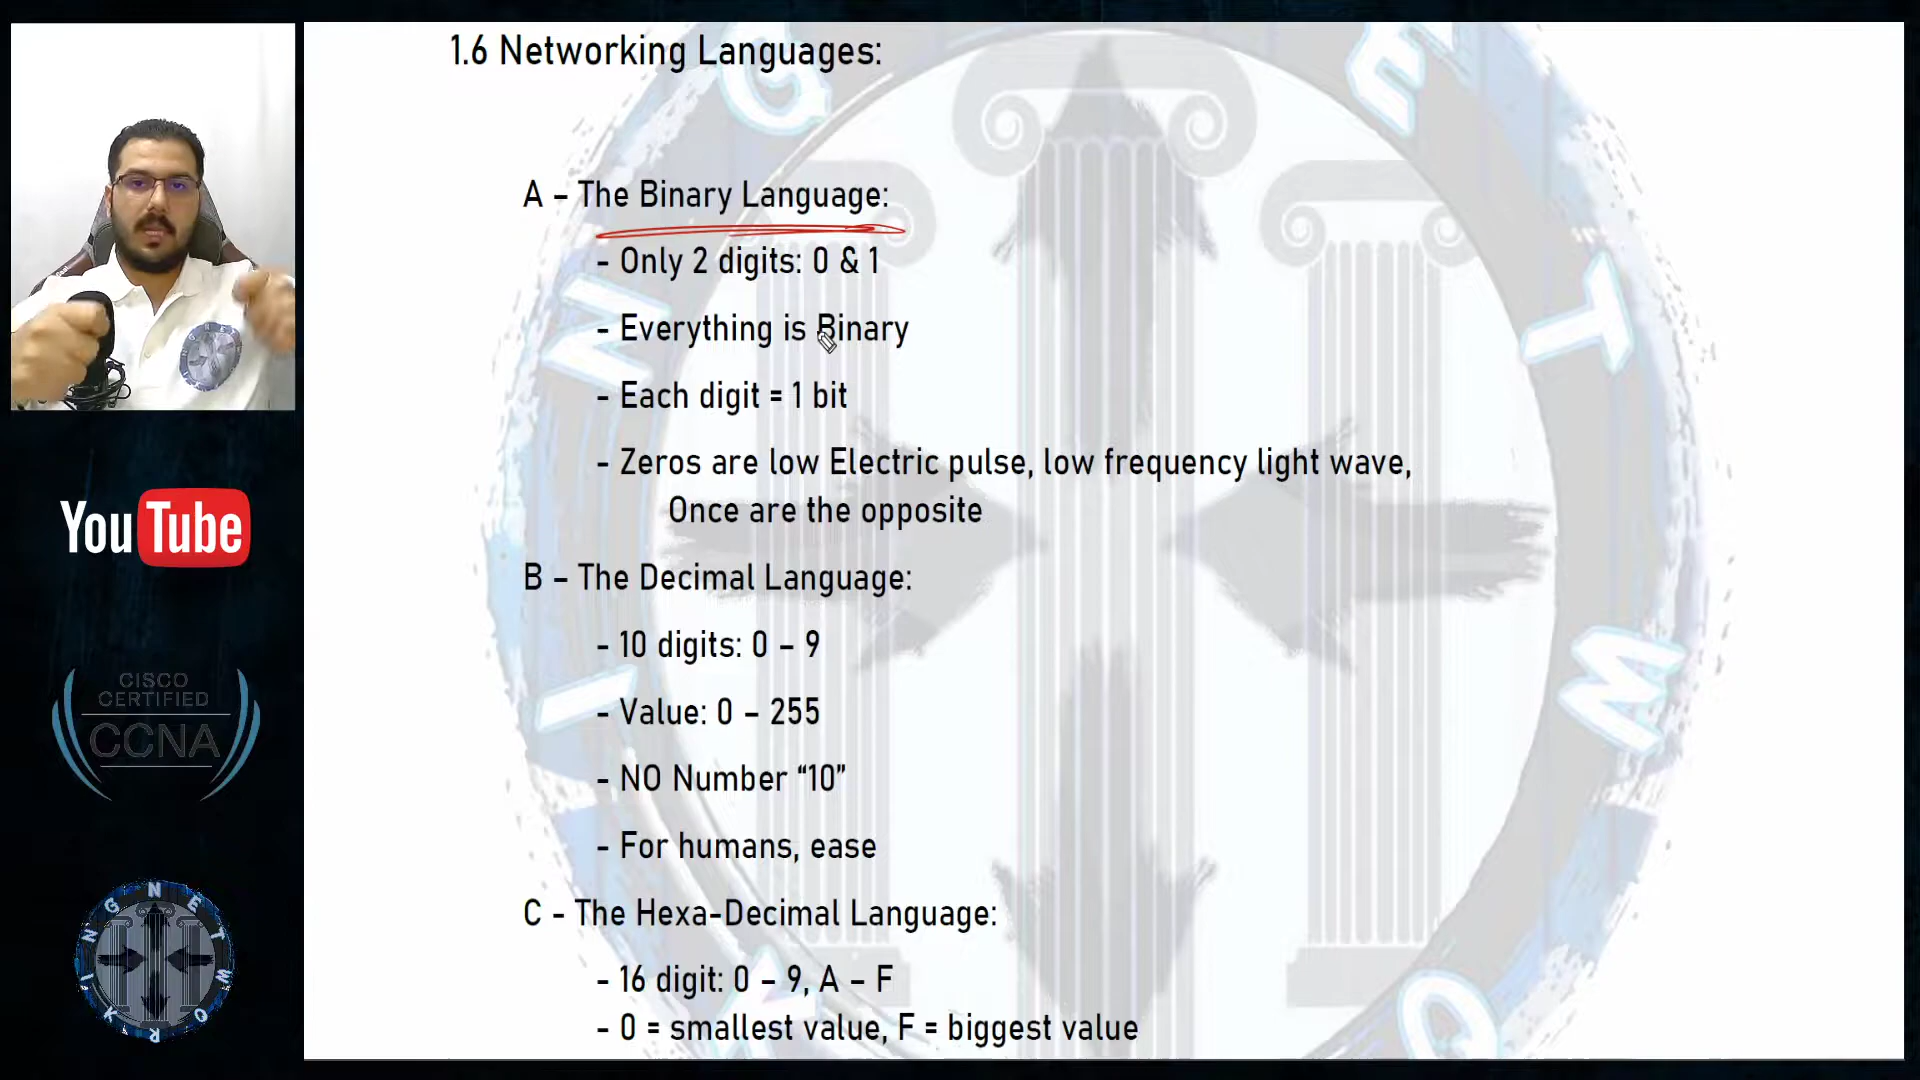 1.6 Networking Languages:
A – The Binary Language:
- Only 2 digits: 0 & 1
- Everything is Binary
- Each digit = 1 bit
- Zeros are low Electric pulse, low frequency light wave,
Once are the opposite
B – The Decimal Language:
- 10 digits: 0 – 9
- Value: 0 – 255
- NO Number “10”
- For humans, ease
C - The Hexa-Decimal Language:
- 16 digit: 0 – 9, A – F
- 0 = smallest value, F = biggest value
YouTube
CISCO
CERTIFIED
CCNA
NETWORKING